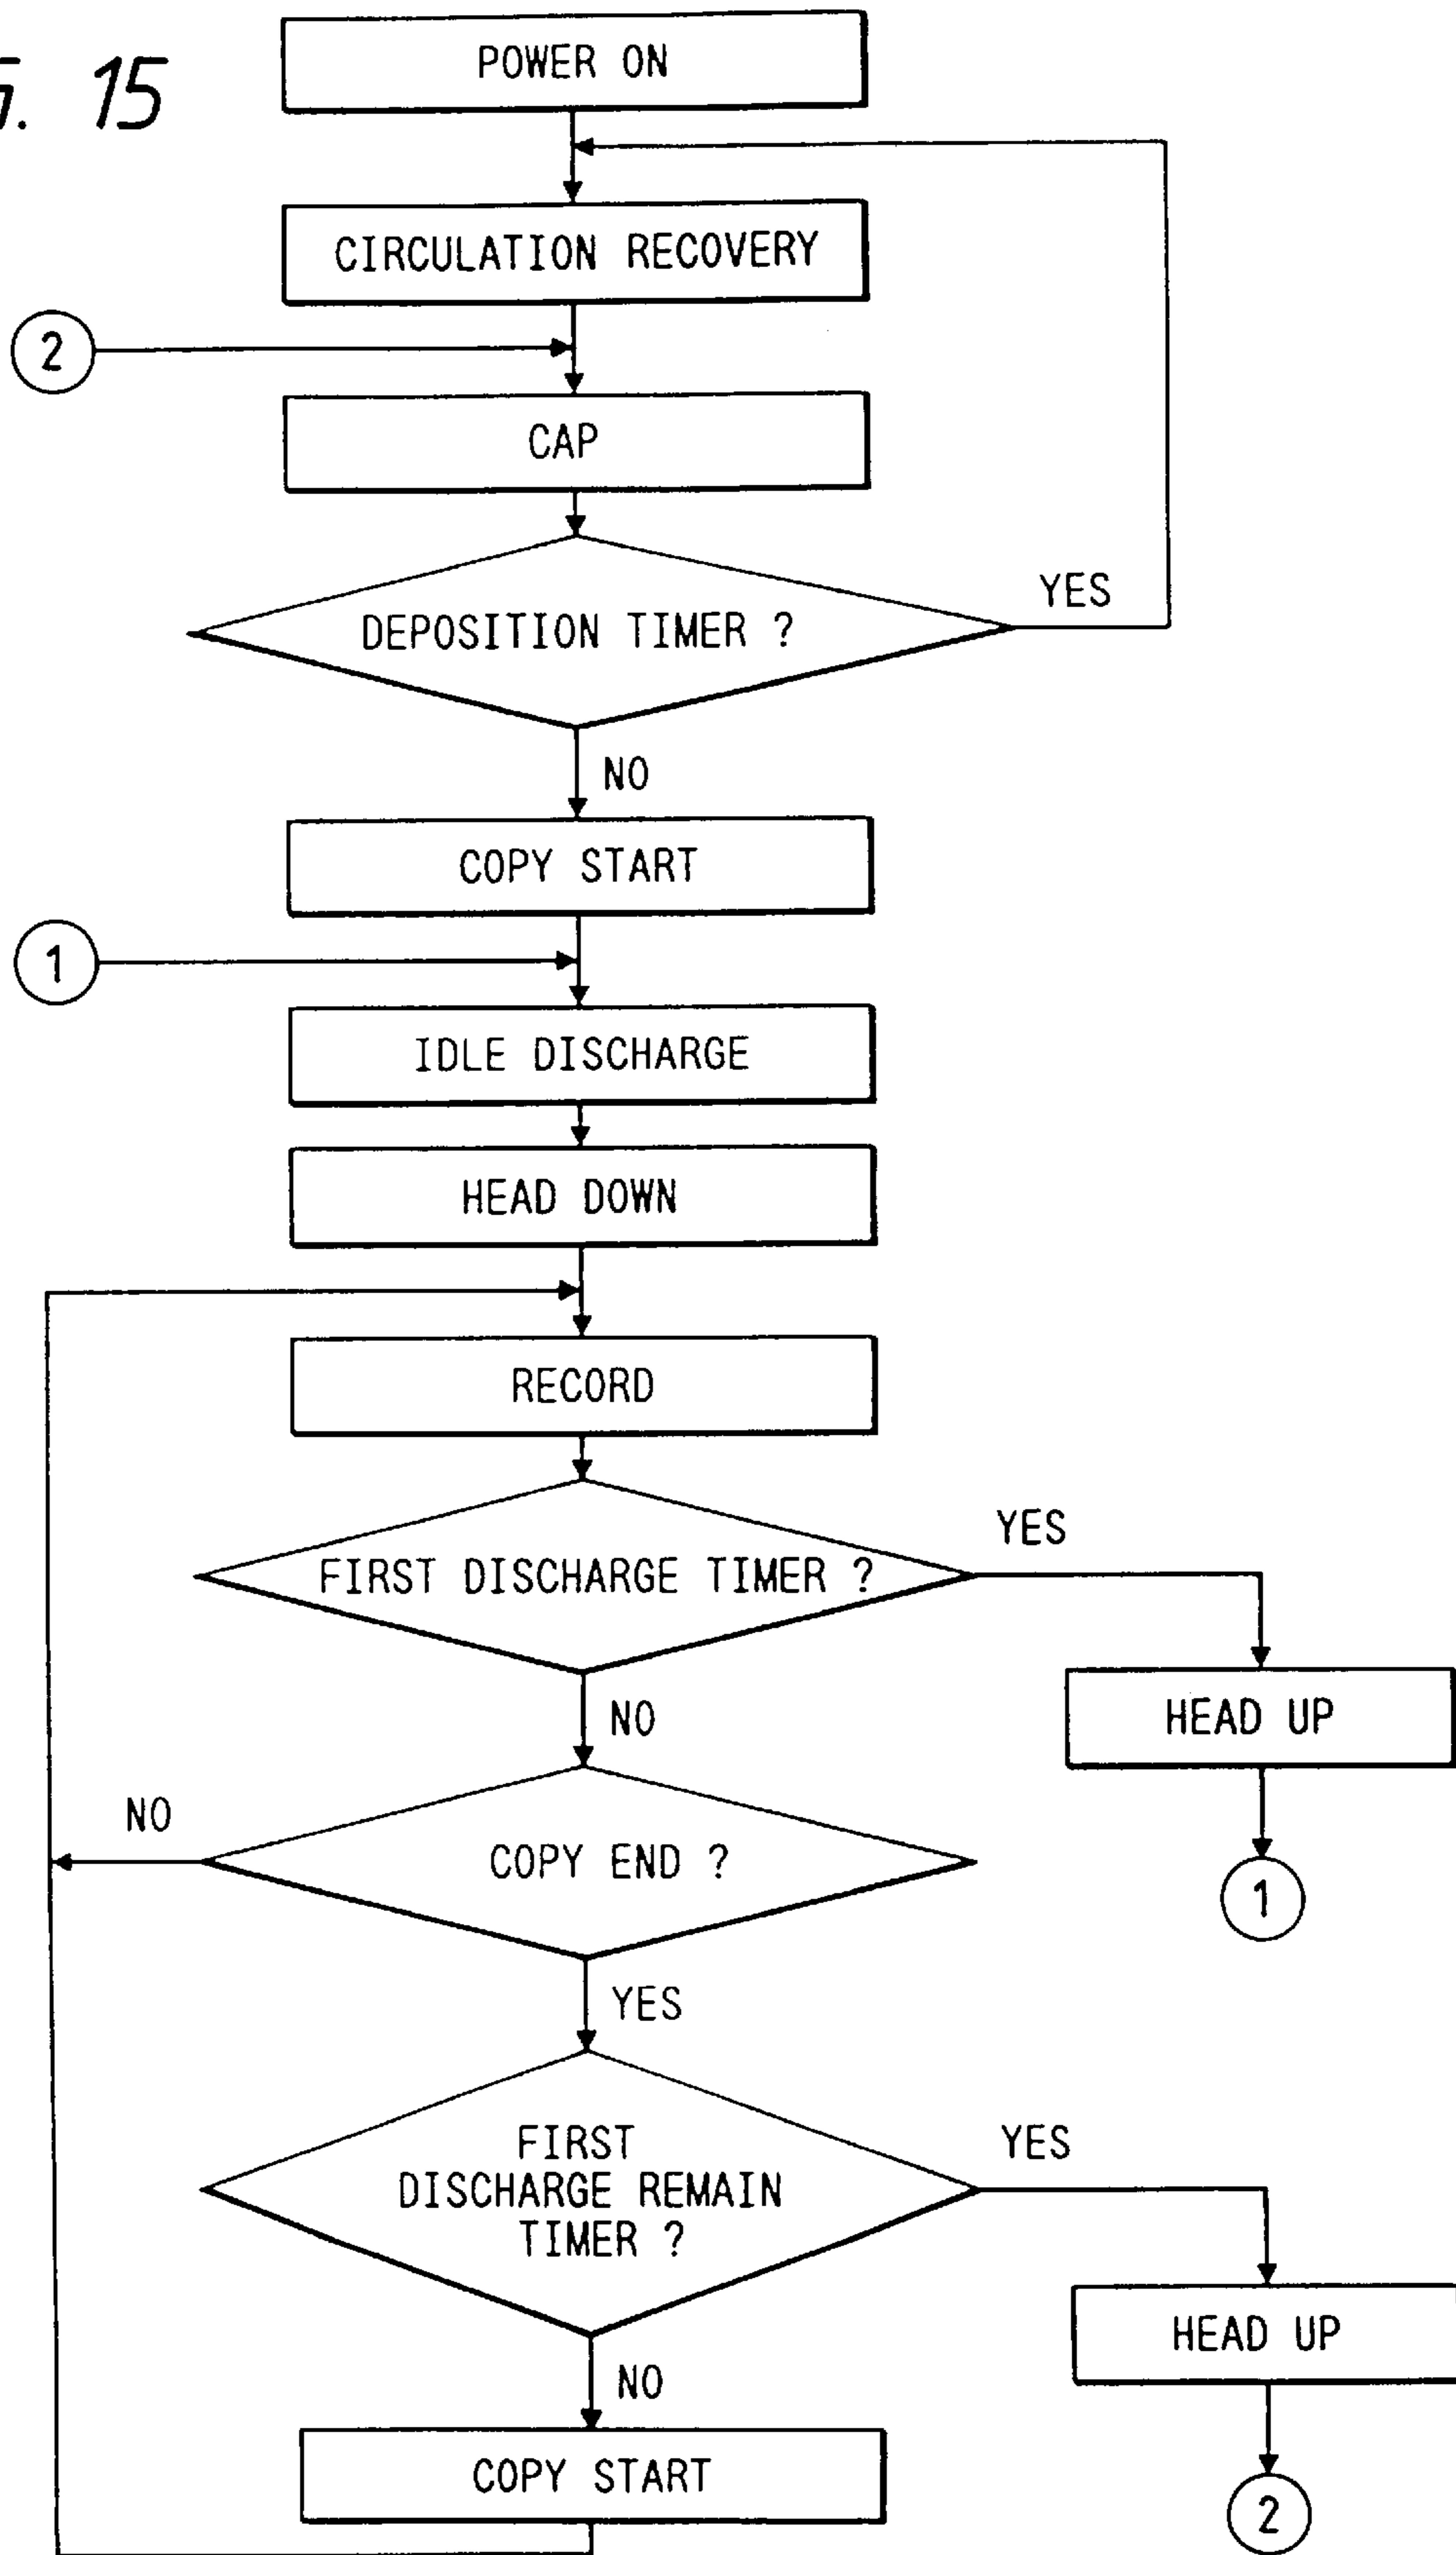 G. 15
POWER ON
CIRCULATION RECOVERY
2
CAP
DEPOSITION TIMER ?
YES
NO
COPY START
1
IDLE DISCHARGE
HEAD DOWN
RECORD
FIRST DISCHARGE TIMER ?
YES
HEAD UP
1
NO
COPY END ?
NO
YES
FIRST
DISCHARGE REMAIN
TIMER ?
YES
HEAD UP
2
NO
COPY START